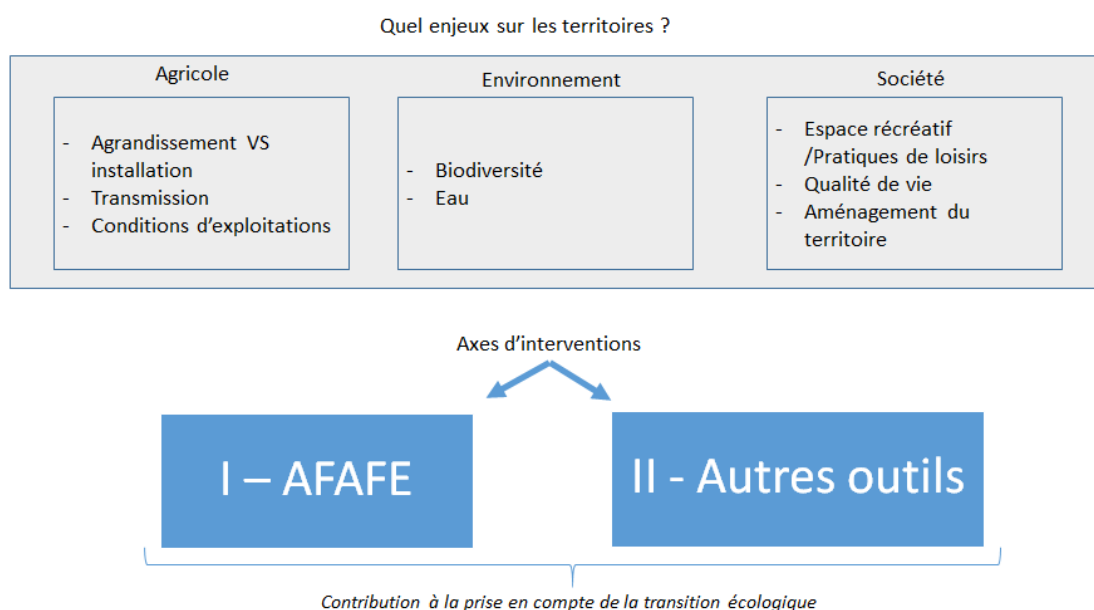 Quel enjeux sur les territoires ?
Agricole
- Agrandissement VS
installation
- Transmission
- Conditions d'exploitations
Environnement
- Biodiversité
- Eau
Société
- Espace récréatif
/Pratiques de loisirs
- Qualité de vie
- Aménagement du
territoire
Axes d'interventions
I – AFAFE
II - Autres outils
Contribution à la prise en compte de la transition écologique